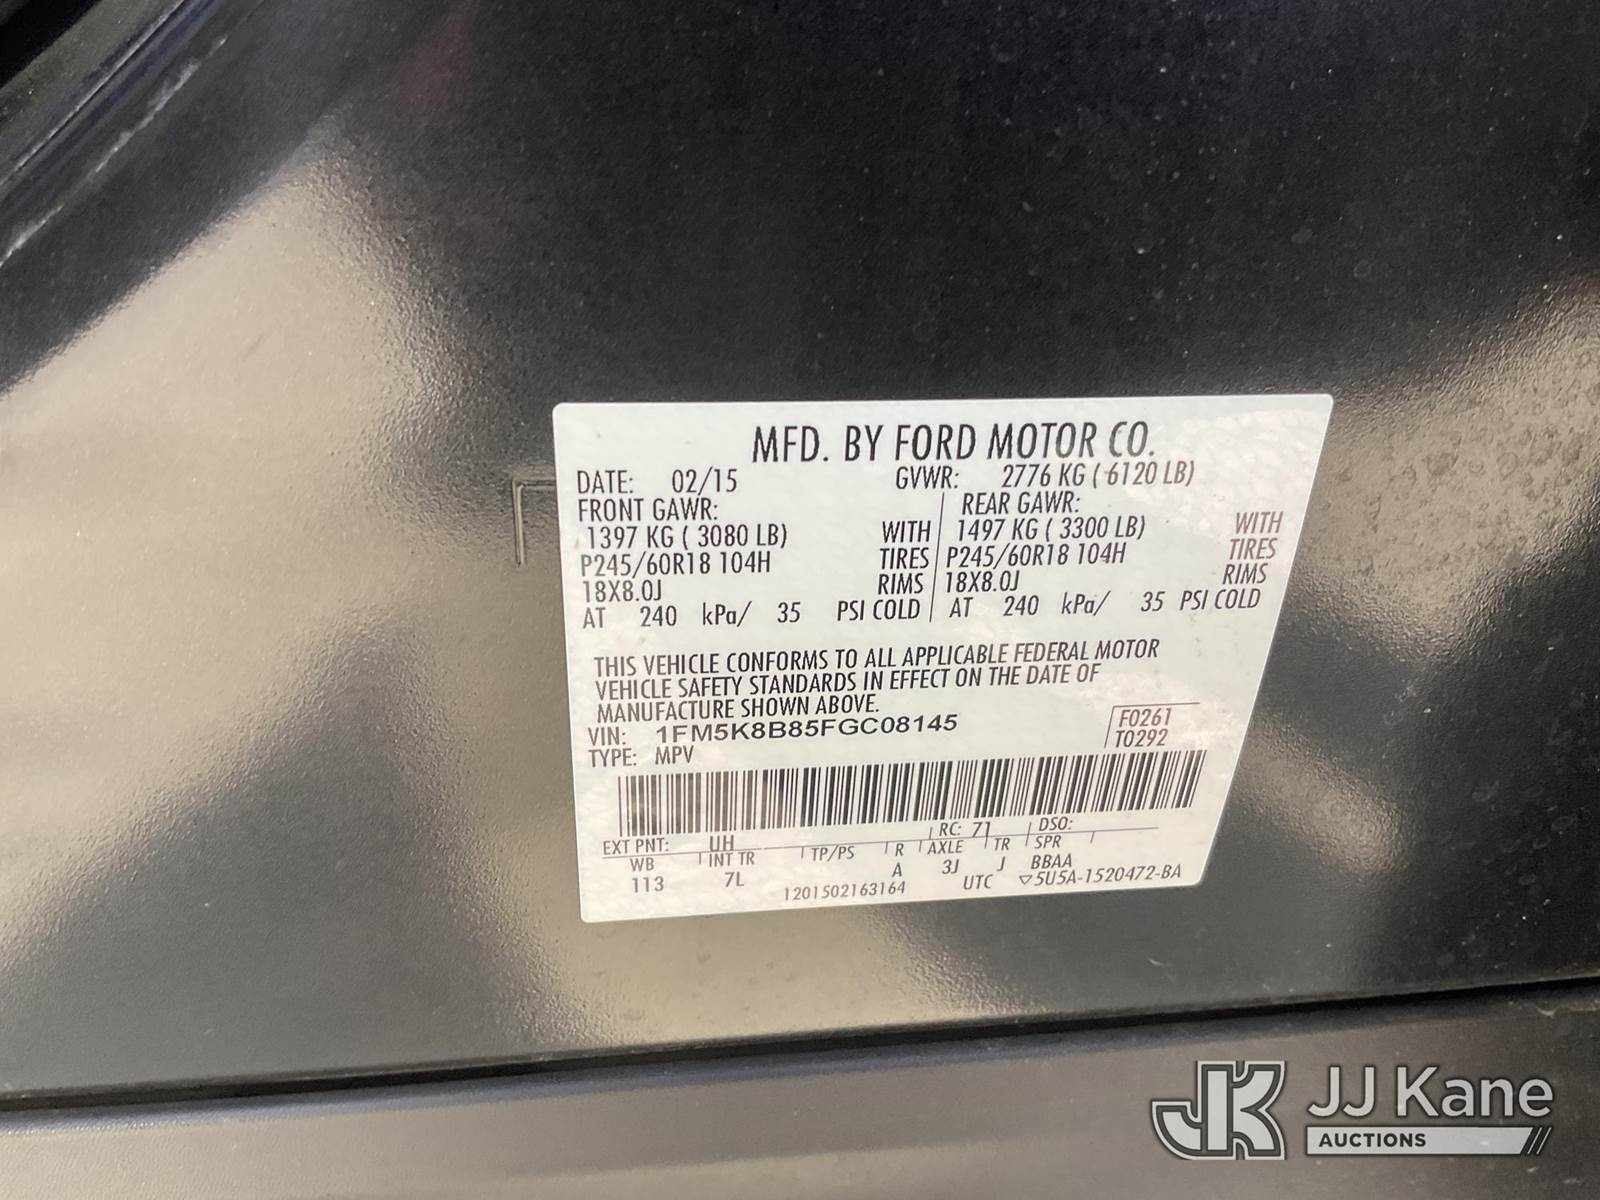 MFD. BY FORD MOTOR CO.
DATE: 02/15 GVWR: 2776 KG ( 6120 LB)
FRONT GAWR: REAR GAWR:
1397 KG ( 3080 LB) WITH 1497 KG ( 3300 LB) WITH
P245/60R18 104H TIRES P245/60R18 104H TIRES
18X8.0J RIMS 18X8.0J RIMS
AT 240 kPa/ 35 PSI COLD AT 240 kPa/ 35 PSI COLD
THIS VEHICLE CONFORMS TO ALL APPLICABLE FEDERAL MOTOR
VEHICLE SAFETY STANDARDS IN EFFECT ON THE DATE OF
MANUFACTURE SHOWN ABOVE.
VIN: 1FM5K8B85FGC08145 F0261
TYPE: MPV T0292
EXT PNT: UH RC: 71 DSO:
WB INT TR TP/PS R AXLE TR SPR
113 7L A 3J J BBAA
1201502163164 UTC ▽5U5A-1520472-BA
JK JJ Kane
AUCTIONS